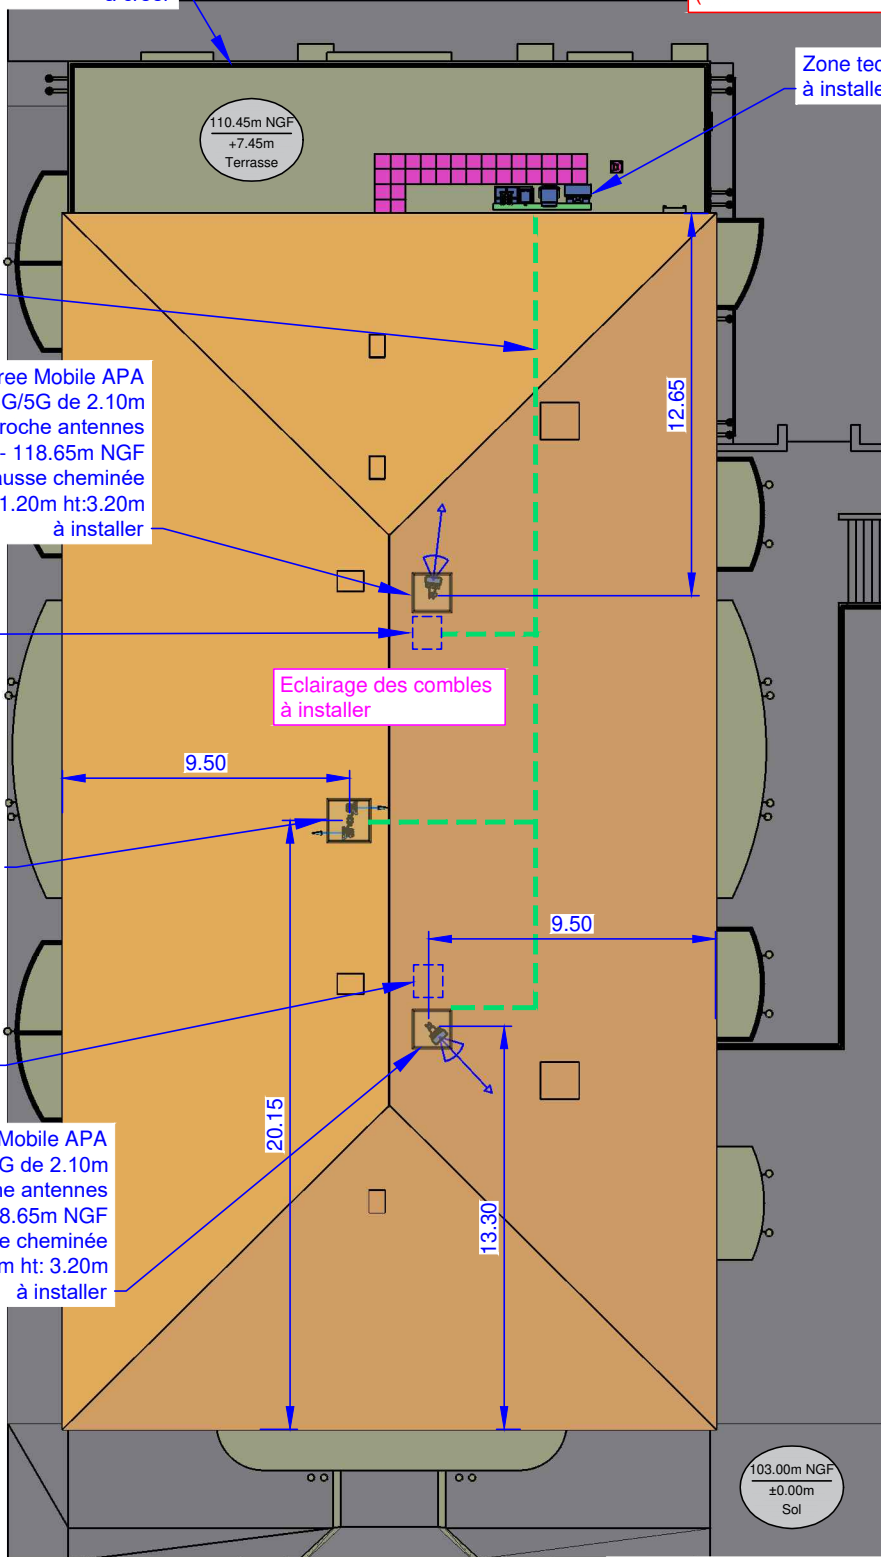 à créer
(
Zone tec
à installe
110.45m NGF
+7.45m
Terrasse
ree Mobile APA
G/5G de 2.10m
roche antennes
- 118.65m NGF
ausse cheminée
1.20m ht:3.20m
à installer
12.65
Eclairage des combles
à installer
9.50
9.50
20.15
13.30
Mobile APA
G de 2.10m
he antennes
8.65m NGF
e cheminée
m ht: 3.20m
à installer
103.00m NGF
±0.00m
Sol